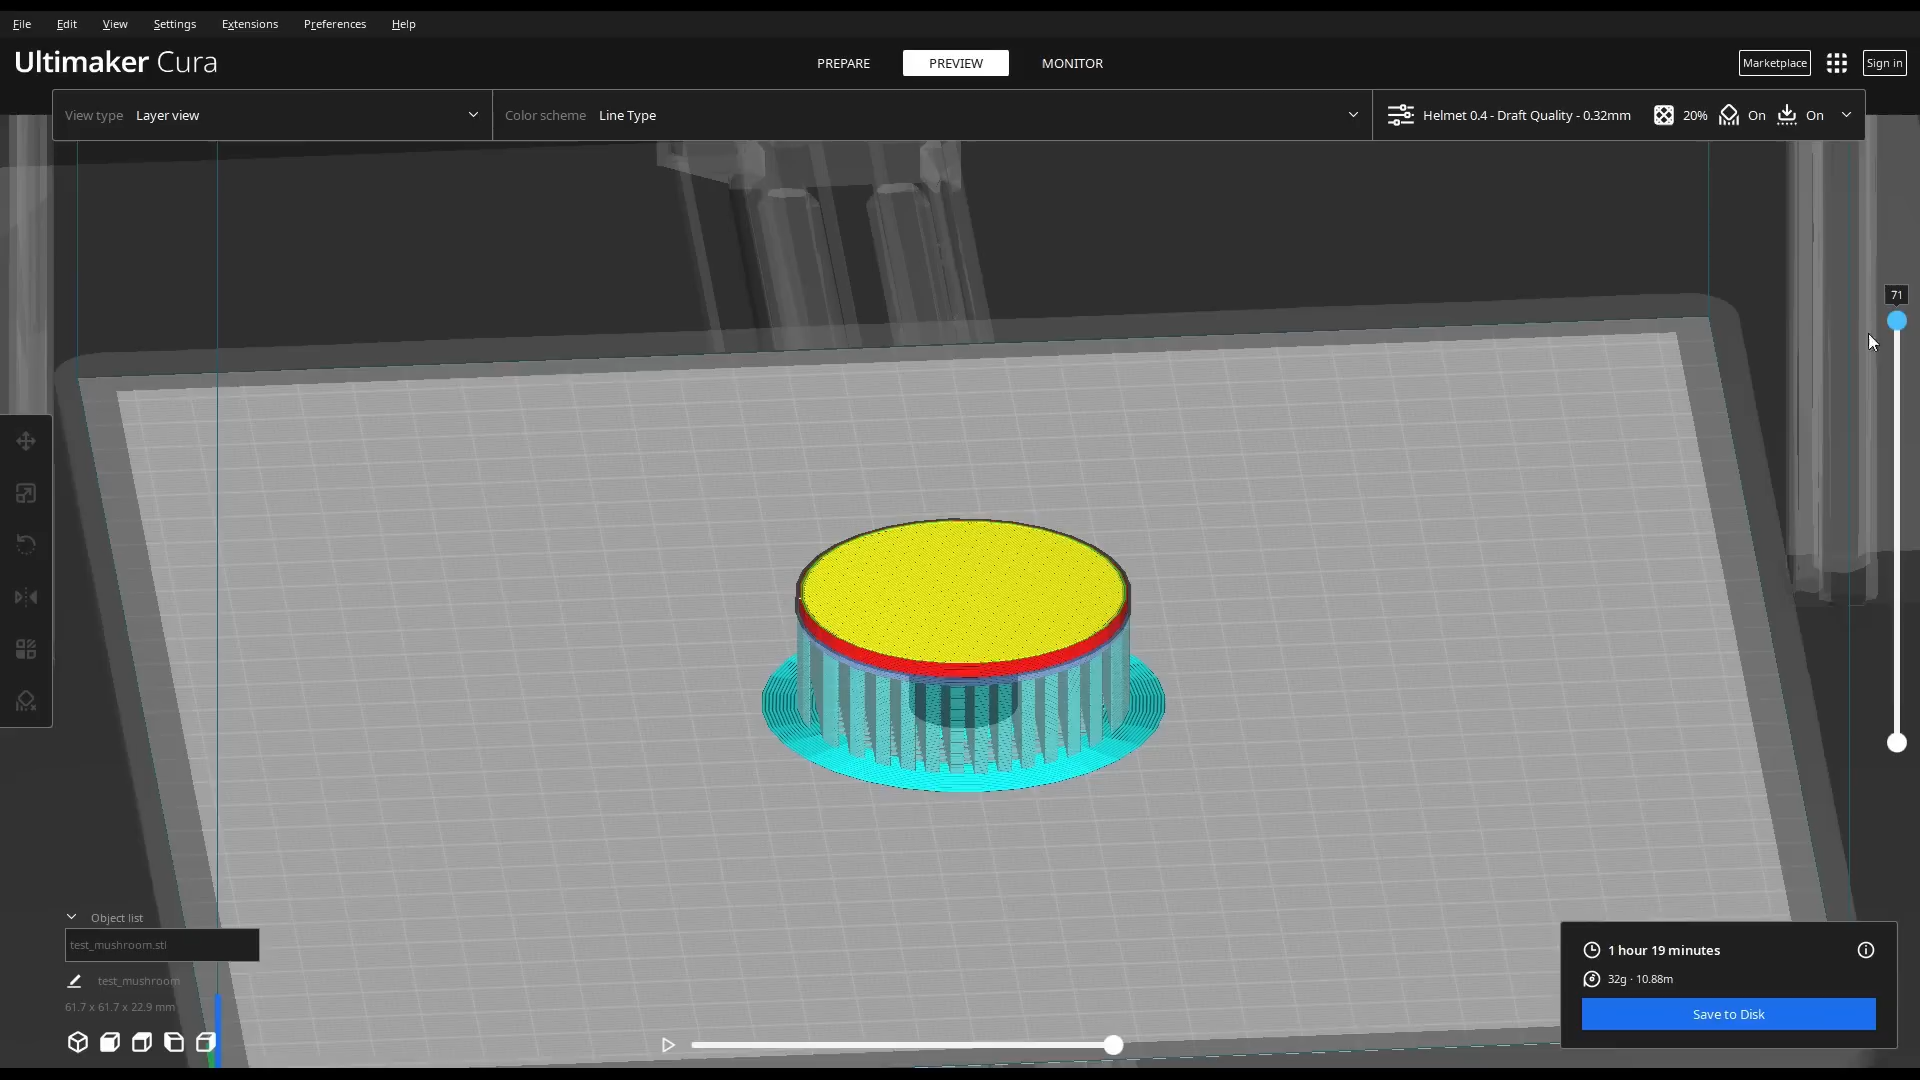 File Edit View Settings Extensions Preferences Help
Ultimaker Cura PREPARE PREVIEW MONITOR Marketplace Sign in
View type Layer view Color scheme Line Type Helmet 0.4 - Draft Quality - 0.32mm 20% On On
71
Object list
test_mushroom.stl
test_mushroom
61.7 x 61.7 x 22.9 mm
1 hour 19 minutes
32g · 10.88m
Save to Disk